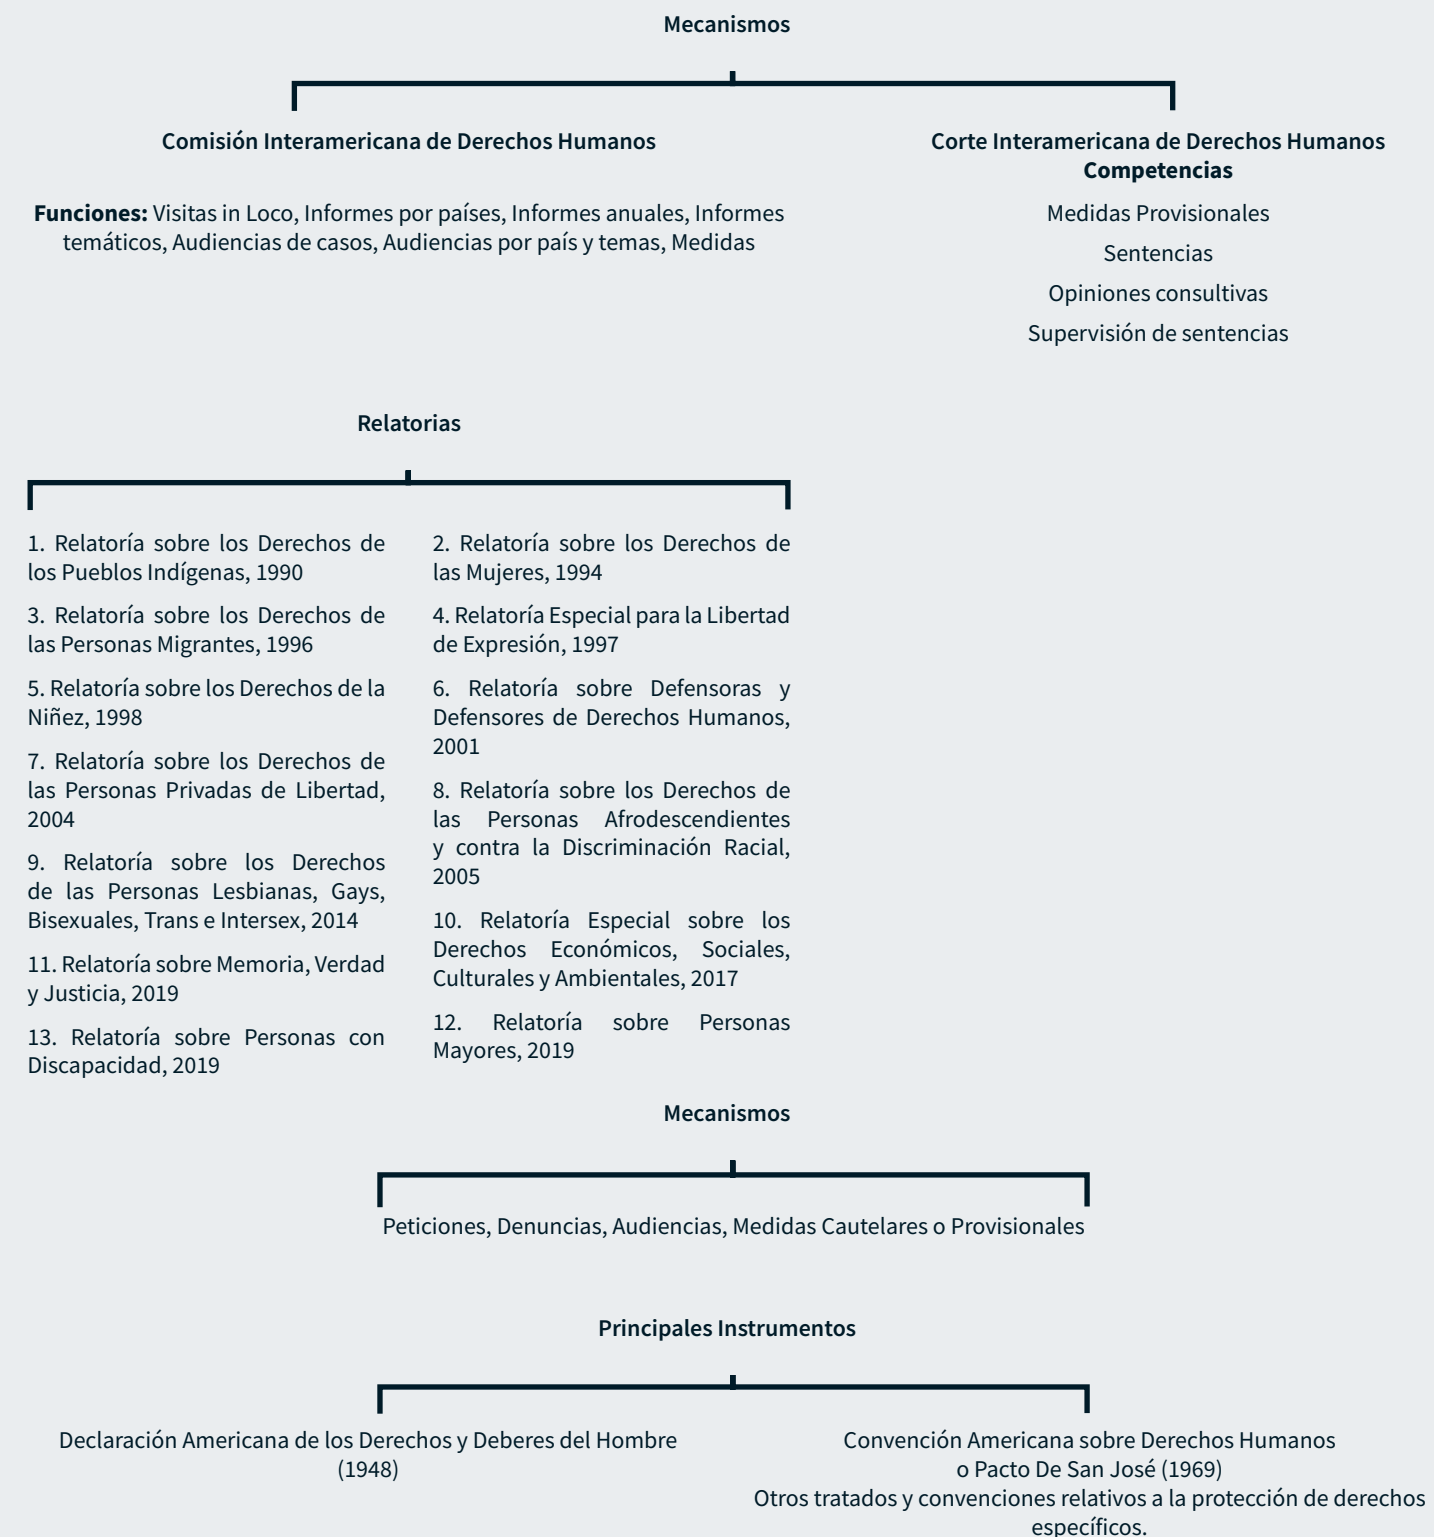 Mecanismos
Comisión Interamericana de Derechos Humanos
Funciones: Visitas in Loco, Informes por países, Informes anuales, Informes
temáticos, Audiencias de casos, Audiencias por país y temas, Medidas
Corte Interamericana de Derechos Humanos
Competencias
Medidas Provisionales
Sentencias
Opiniones consultivas
Supervisión de sentencias
Relatorias
1. Relatoría sobre los Derechos de
los Pueblos Indígenas, 1990
2. Relatoría sobre los Derechos de
las Mujeres, 1994
3. Relatoría sobre los Derechos de
las Personas Migrantes, 1996
4. Relatoría Especial para la Libertad
de Expresión, 1997
5. Relatoría sobre los Derechos de la
Niñez, 1998
6. Relatoría sobre Defensoras y
Defensores de Derechos Humanos,
2001
7. Relatoría sobre los Derechos de
las Personas Privadas de Libertad,
2004
8. Relatoría sobre los Derechos de
las Personas Afrodescendientes
y contra la Discriminación Racial,
2005
9. Relatoría sobre los Derechos
de las Personas Lesbianas, Gays,
Bisexuales, Trans e Intersex, 2014
10. Relatoría Especial sobre los
Derechos Económicos, Sociales,
Culturales y Ambientales, 2017
11. Relatoría sobre Memoria, Verdad
y Justicia, 2019
12. Relatoría sobre Personas
Mayores, 2019
13. Relatoría sobre Personas con
Discapacidad, 2019
Mecanismos
Peticiones, Denuncias, Audiencias, Medidas Cautelares o Provisionales
Principales Instrumentos
Declaración Americana de los Derechos y Deberes del Hombre
(1948)
Convención Americana sobre Derechos Humanos
o Pacto De San José (1969)
Otros tratados y convenciones relativos a la protección de derechos
específicos.